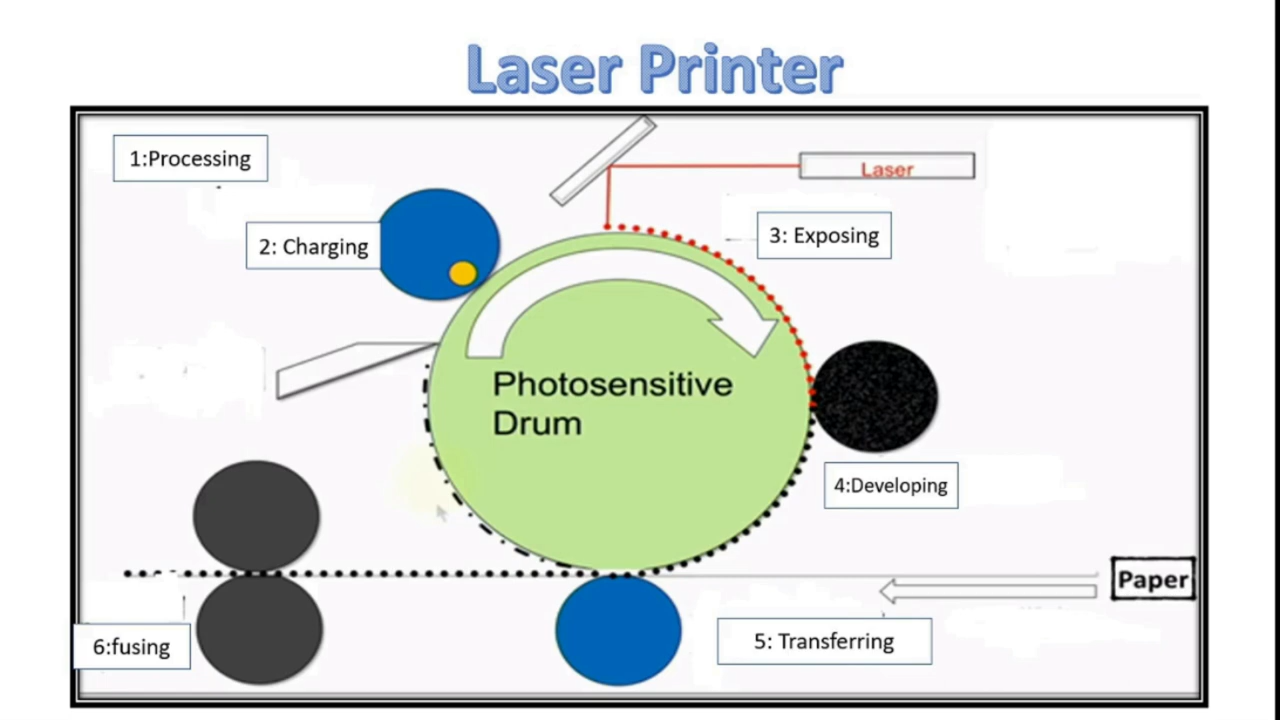 Laser Printer
1:Processing
Laser
2: Charging
3: Exposing
Photosensitive
Drum
4:Developing
Paper
5: Transferring
6:fusing